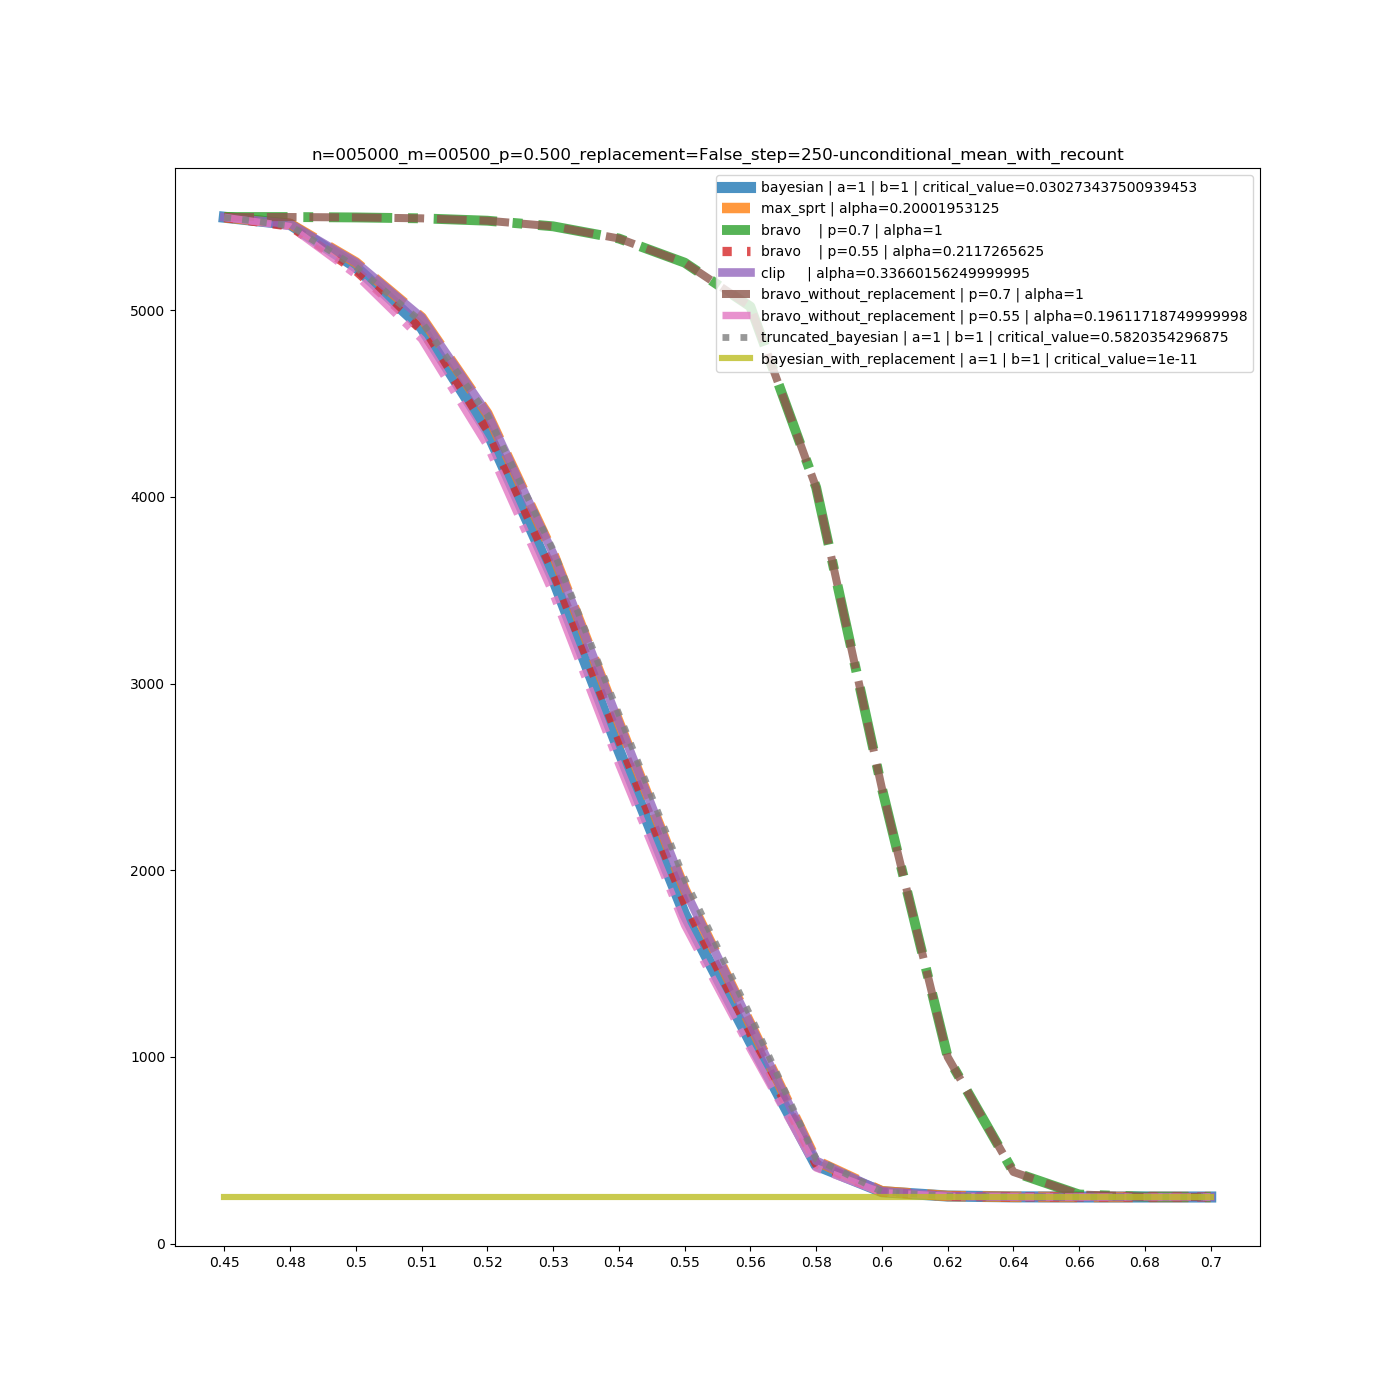 n=005000_m=00500_p=0.500_replacement=False_step=250-unconditional_mean_with_recount
bayesian | a=1 | b=1 | critical_value=0.030273437500939453
max_sprt | alpha=0.20001953125
bravo    | p=0.7 | alpha=1
bravo    | p=0.55 | alpha=0.2117265625
clip     | alpha=0.33660156249999995
bravo_without_replacement | p=0.7 | alpha=1
bravo_without_replacement | p=0.55 | alpha=0.19611718749999998
truncated_bayesian | a=1 | b=1 | critical_value=0.5820354296875
bayesian_with_replacement | a=1 | b=1 | critical_value=1e-11
5000
4000
3000
2000
1000
0
0.45 0.48 0.5 0.51 0.52 0.53 0.54 0.55 0.56 0.58 0.6 0.62 0.64 0.66 0.68 0.7